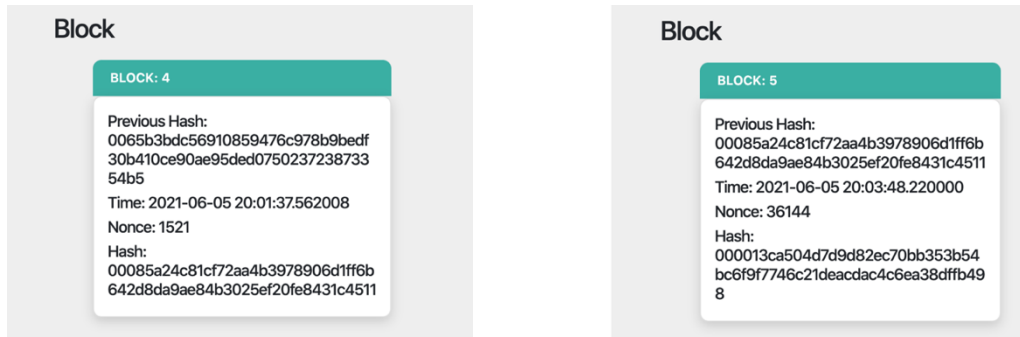 Block
BLOCK: 4
Previous Hash:
0065b3bdc56910859476c978b9bedf
30b410ce90ae95ded0750237238733
54b5
Time: 2021-06-05 20:01:37.562008
Nonce: 1521
Hash:
00085a24c81cf72aa4b3978906d1ff6b
642d8da9ae84b3025ef20fe8431c4511
Block
BLOCK: 5
Previous Hash:
00085a24c81cf72aa4b3978906d1ff6b
642d8da9ae84b3025ef20fe8431c4511
Time: 2021-06-05 20:03:48.220000
Nonce: 36144
Hash:
000013ca504d7d9d82ec70bb353b54
bc6f9f7746c21deacdac4c6ea38dffb49
8